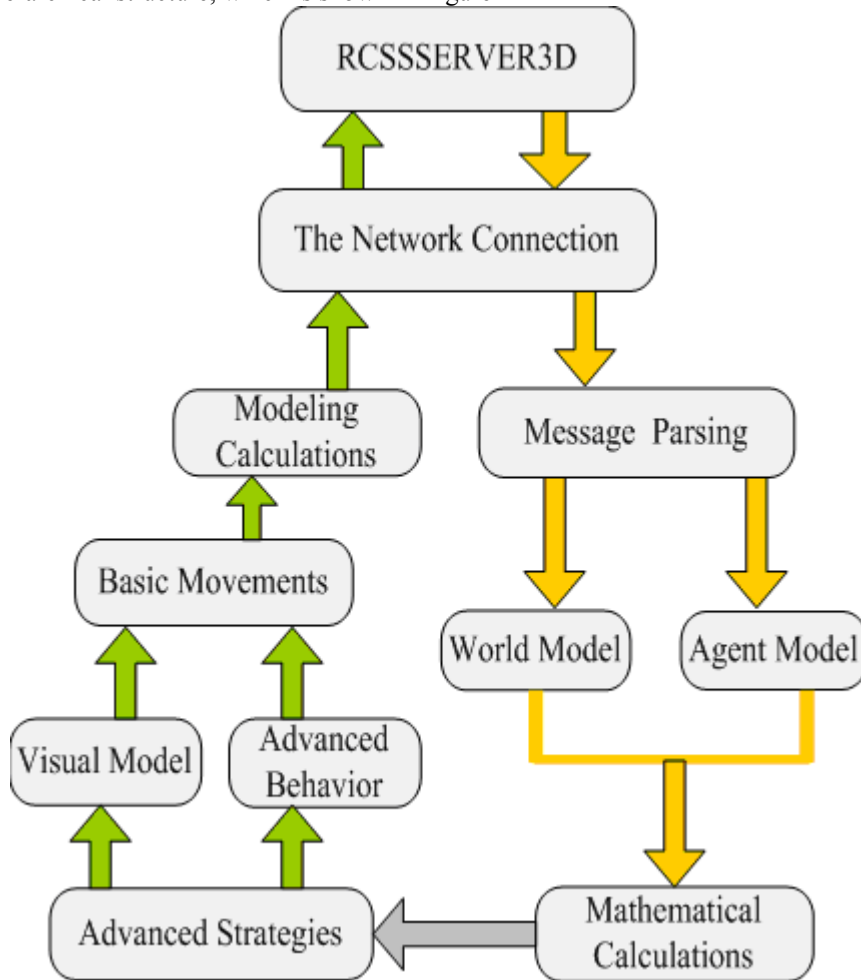 RCSSSERVER3D
The Network Connection
Modeling
Calculations
Message Parsing
Basic Movements
World Model
Agent Model
Visual Model
Advanced
Behavior
Advanced Strategies
Mathematical
Calculations